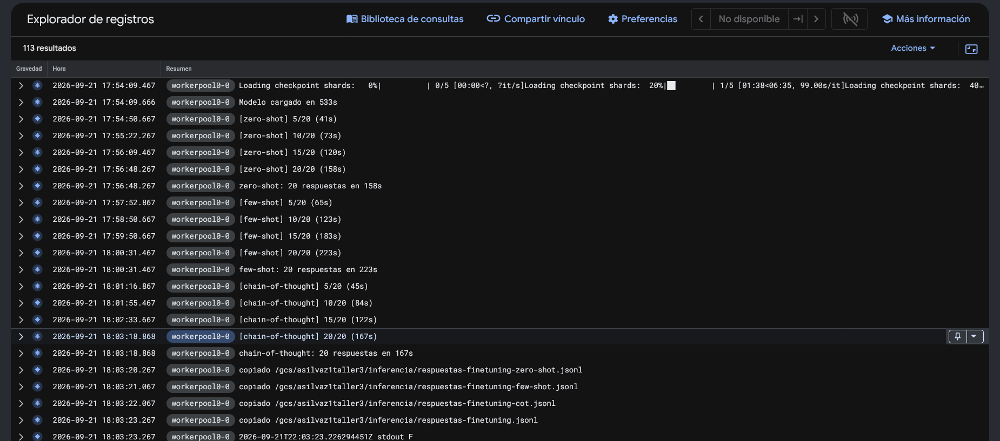 Explorador de registros Biblioteca de consultas Compartir vínculo Preferencias No disponible Más información
113 resultados Acciones
Gravedad Hora Resumen
2026-09-21 17:54:09.467 workerpool0-0 Loading checkpoint shards:   0%|          | 0/5 [00:00<?, ?it/s]Loading checkpoint shards:  20%|█         | 1/5 [01:38<06:35, 99.00s/it]Loading checkpoint shards:  40…
2026-09-21 17:54:09.666 workerpool0-0 Modelo cargado en 533s
2026-09-21 17:54:50.667 workerpool0-0 [zero-shot] 5/20 (41s)
2026-09-21 17:55:22.267 workerpool0-0 [zero-shot] 10/20 (73s)
2026-09-21 17:56:09.467 workerpool0-0 [zero-shot] 15/20 (120s)
2026-09-21 17:56:48.267 workerpool0-0 [zero-shot] 20/20 (158s)
2026-09-21 17:56:48.267 workerpool0-0 zero-shot: 20 respuestas en 158s
2026-09-21 17:57:52.867 workerpool0-0 [few-shot] 5/20 (65s)
2026-09-21 17:58:50.667 workerpool0-0 [few-shot] 10/20 (123s)
2026-09-21 17:59:50.667 workerpool0-0 [few-shot] 15/20 (183s)
2026-09-21 18:00:31.467 workerpool0-0 [few-shot] 20/20 (223s)
2026-09-21 18:00:31.467 workerpool0-0 few-shot: 20 respuestas en 223s
2026-09-21 18:01:16.867 workerpool0-0 [chain-of-thought] 5/20 (45s)
2026-09-21 18:01:55.467 workerpool0-0 [chain-of-thought] 10/20 (84s)
2026-09-21 18:02:33.667 workerpool0-0 [chain-of-thought] 15/20 (122s)
2026-09-21 18:03:18.868 workerpool0-0 [chain-of-thought] 20/20 (167s)
2026-09-21 18:03:18.868 workerpool0-0 chain-of-thought: 20 respuestas en 167s
2026-09-21 18:03:20.267 workerpool0-0 copiado /gcs/asilvaz1taller3/inferencia/respuestas-finetuning-zero-shot.jsonl
2026-09-21 18:03:21.067 workerpool0-0 copiado /gcs/asilvaz1taller3/inferencia/respuestas-finetuning-few-shot.jsonl
2026-09-21 18:03:22.067 workerpool0-0 copiado /gcs/asilvaz1taller3/inferencia/respuestas-finetuning-cot.jsonl
2026-09-21 18:03:23.267 workerpool0-0 copiado /gcs/asilvaz1taller3/inferencia/respuestas-finetuning.jsonl
2026-09-21 18:03:23.267 workerpool0-0 2026-09-21T22:03:23.226294451Z stdout F